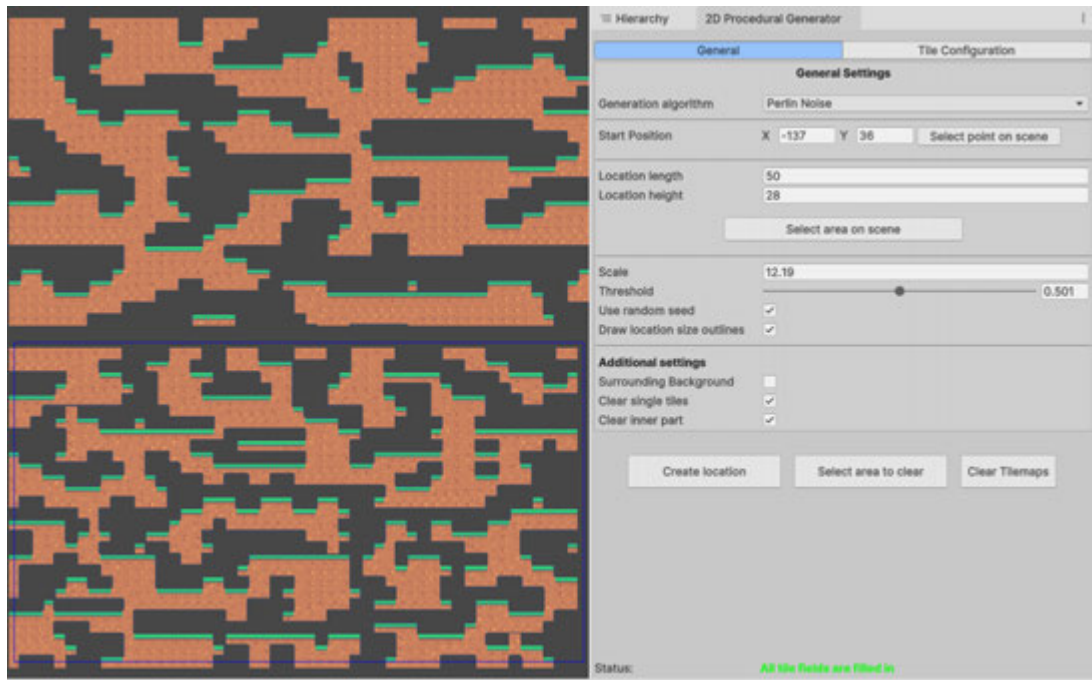 Hierarchy 2D Procedural Generator
General Tile Configuration
General Settings
Generation algorithm Perlin Noise
Start Position X -137 Y 36 Select point on scene
Location length 50
Location height 28
Select area on scene
Scale 12.19
Threshold 0.501
Use random seed
Draw location size outlines
Additional settings
Surrounding Background
Clear single tiles
Clear inner part
Create location Select area to clear Clear Tilemaps
Status: All tile fields are filled in